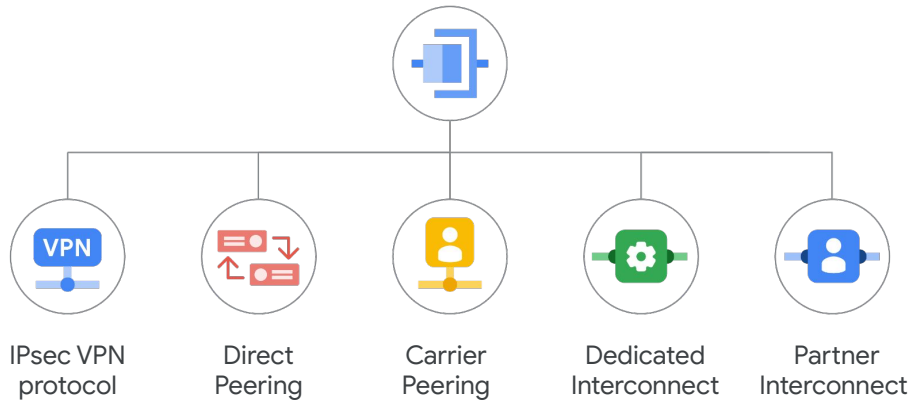 VPN
IPsec VPN
protocol
Direct
Peering
Carrier
Peering
Dedicated
Interconnect
Partner
Interconnect